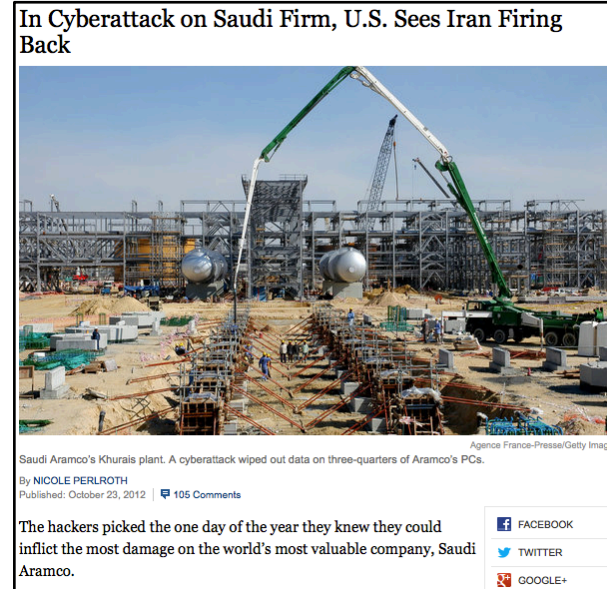 In Cyberattack on Saudi Firm, U.S. Sees Iran Firing
Back
Agence France-Presse/Getty Imag
Saudi Aramco's Khurais plant. A cyberattack wiped out data on three-quarters of Aramco's PCs.
By NICOLE PERLROTH
Published: October 23, 2012 | 105 Comments
The hackers picked the one day of the year they knew they could
inflict the most damage on the world's most valuable company, Saudi
Aramco.
FACEBOOK
TWITTER
GOOGLE+